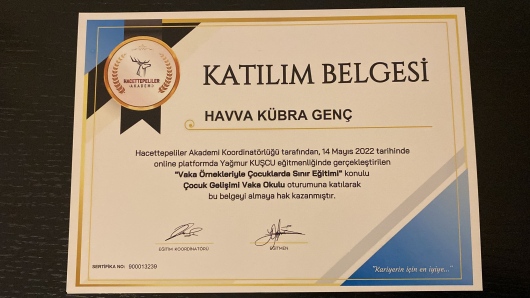 HACETTEPELİLER
AKADEMİ
KATILIM BELGESİ
HAVVA KÜBRA GENÇ
Hacettepeliler Akademi Koordinatörlüğü tarafından, 14 Mayıs 2022 tarihinde
online platformda Yağmur KUŞCU eğitmenliğinde gerçekleştirilen
"Vaka Örnekleriyle Çocuklarda Sınır Eğitimi" konulu
Çocuk Gelişimi Vaka Okulu oturumuna katılarak
bu belgeyi almaya hak kazanmıştır.
EĞİTİM KOORDİNATÖRÜ
EĞİTMEN
SERTİFİKA NO: 900013239
"Kariyerin için en iyiye..."